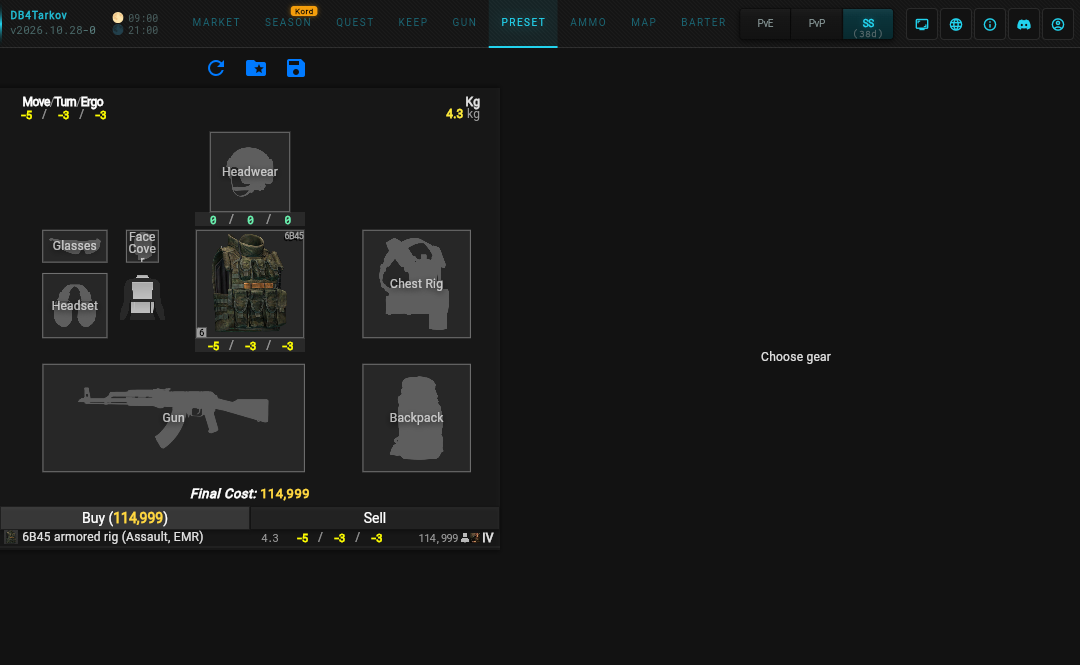 DB4Tarkov
v2026.10.28-0
09:00
21:00
MARKET
SEASON
Kord
QUEST
KEEP
GUN
PRESET
AMMO
MAP
BARTER
PvE
PvP
SS
(38d)
Move/Turn/Ergo
-5 / -3 / -3
Kg
4.3 kg
Headwear
0 / 0 / 0
Glasses
Face
Cove
r
6B45
6
Headset
Chest Rig
-5 / -3 / -3
Gun
Backpack
Choose gear
Final Cost: 114,999
Buy (114,999)
Sell
6B45 armored rig (Assault, EMR) 4.3 -5 / -3 / -3 114,999 IV